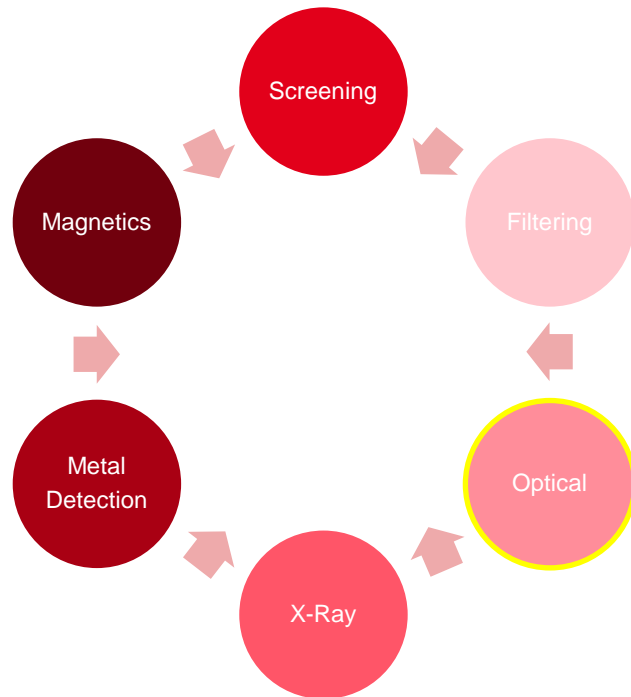 Screening
Filtering
Optical
X-Ray
Metal
Detection
Magnetics